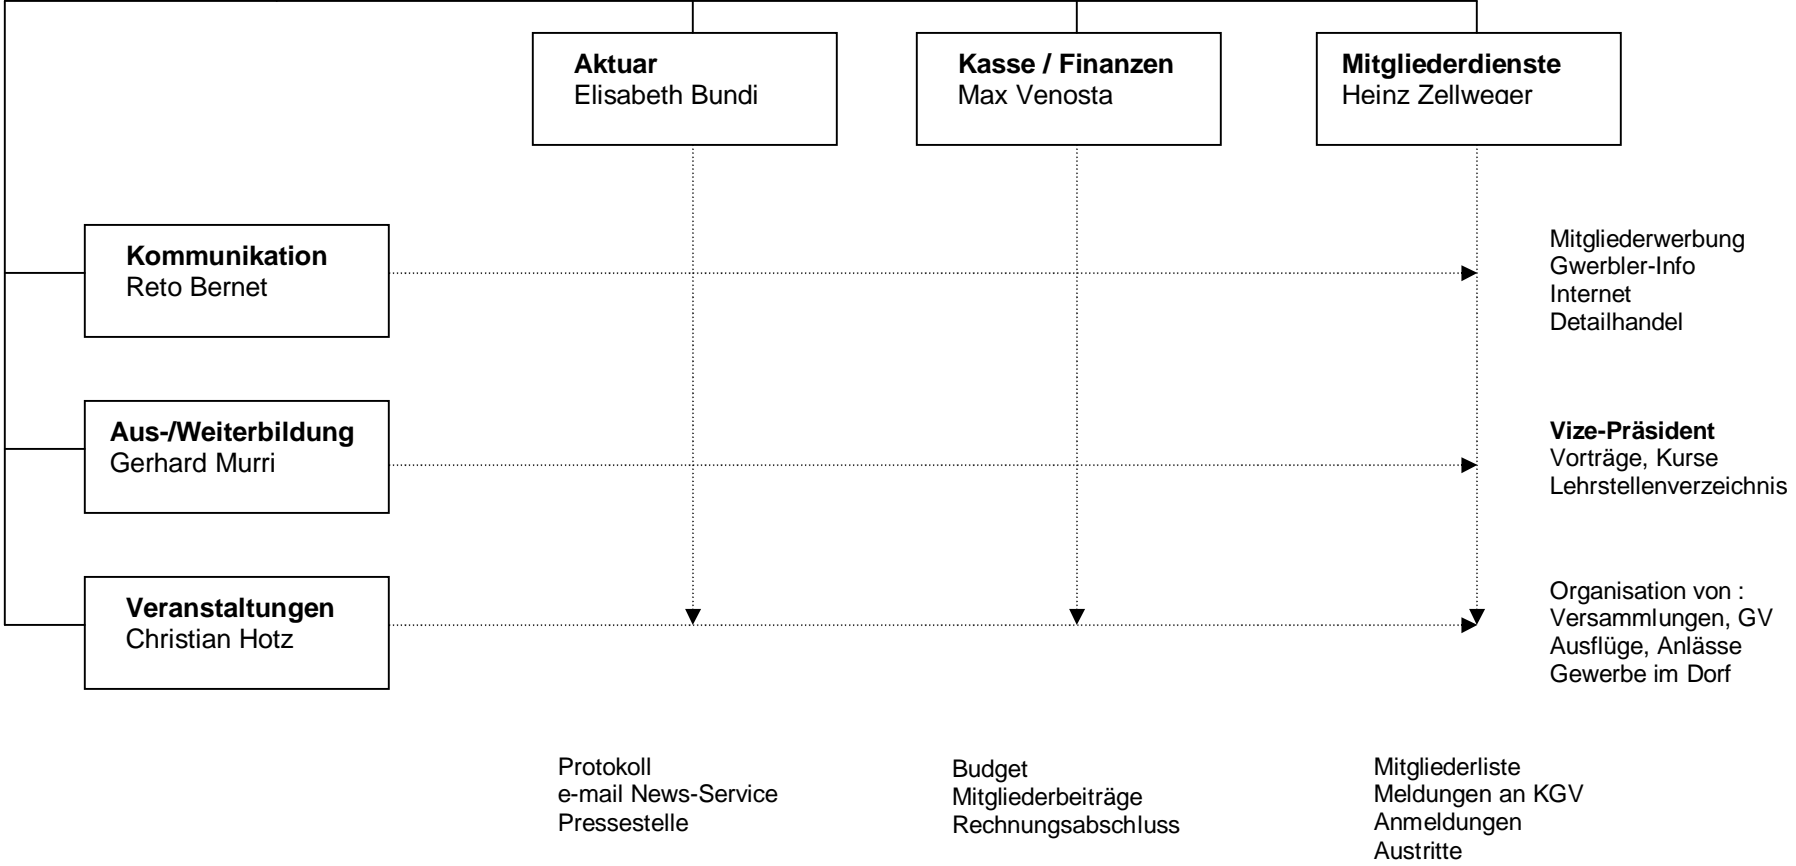 Aktuar
Elisabeth Bundi
Kasse / Finanzen
Max Venosta
Mitgliederdienste
Heinz Zellweger
Kommunikation
Reto Bernet
Mitgliederwerbung
Gwerbler-Info
Internet
Detailhandel
Aus-/Weiterbildung
Gerhard Murri
Vize-Präsident
Vorträge, Kurse
Lehrstellenverzeichnis
Veranstaltungen
Christian Hotz
Organisation von :
Versammlungen, GV
Ausflüge, Anlässe
Gewerbe im Dorf
Protokoll
e-mail News-Service
Pressestelle
Budget
Mitgliederbeiträge
Rechnungsabschluss
Mitgliederliste
Meldungen an KGV
Anmeldungen
Austritte